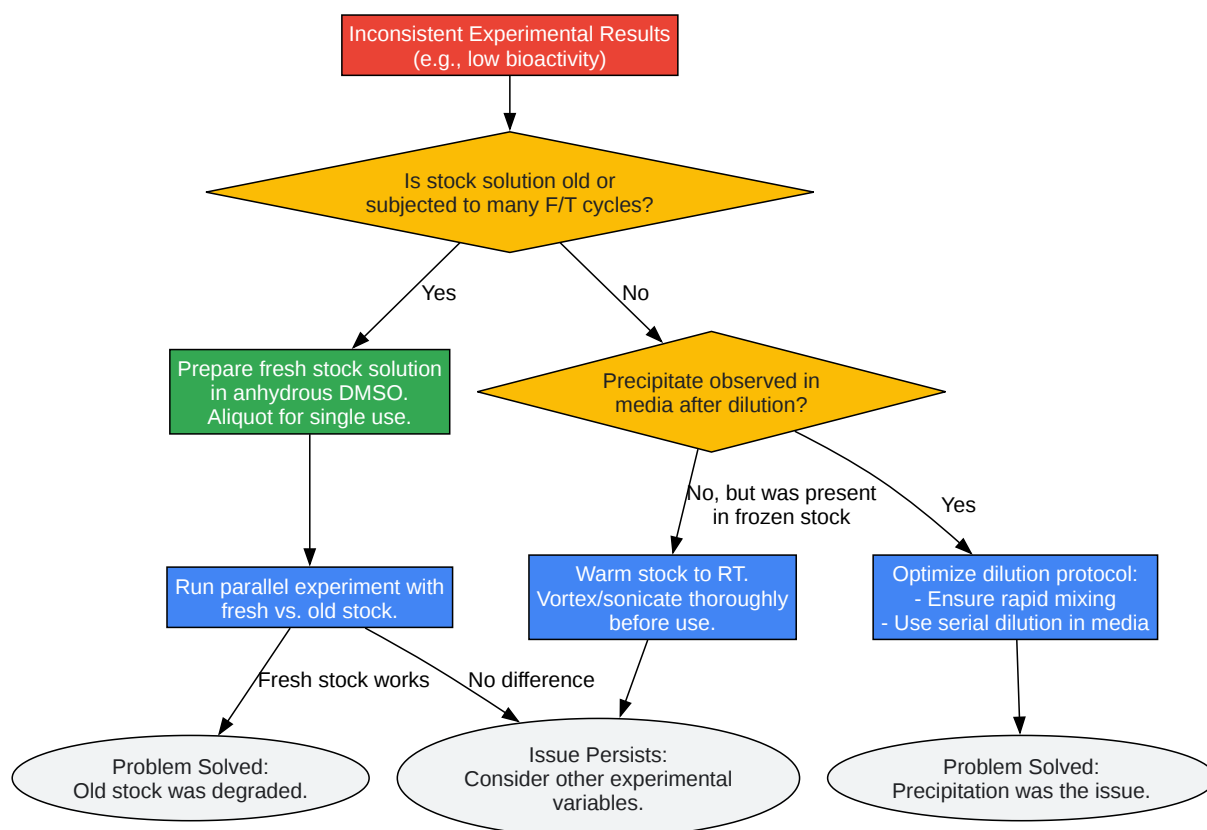 Inconsistent Experimental Results
(e.g., low bioactivity)
Is stock solution old or
subjected to many F/T cycles?
Yes
No
Prepare fresh stock solution
in anhydrous DMSO.
Aliquot for single use.
Precipitate observed in
media after dilution?
No, but was present
in frozen stock
Yes
Run parallel experiment with
fresh vs. old stock.
Warm stock to RT.
Vortex/sonicate thoroughly
before use.
Optimize dilution protocol:
- Ensure rapid mixing
- Use serial dilution in media
Fresh stock works
No difference
Problem Solved:
Old stock was degraded.
Issue Persists:
Consider other experimental
variables.
Problem Solved:
Precipitation was the issue.